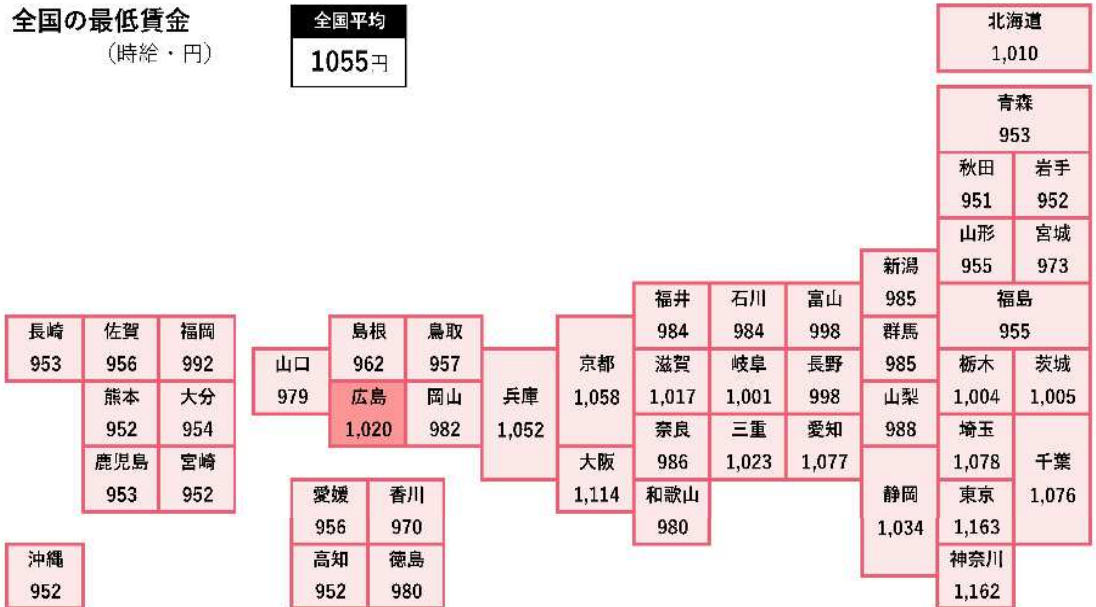 全国の最低賃金
(時給・円)
全国平均
1055円
北海道
1,010
青森
953
秋田
951
岩手
952
山形
955
宮城
973
新潟
985
福島
955
福井
984
石川
984
富山
998
群馬
985
栃木
1,004
茨城
1,005
長崎
953
佐賀
956
福岡
992
島根
962
鳥取
957
山口
979
京都
1,058
滋賀
1,017
岐阜
1,001
長野
998
山梨
988
熊本
952
大分
954
広島
1,020
岡山
982
兵庫
1,052
奈良
986
三重
1,023
愛知
1,077
埼玉
1,078
千葉
1,076
鹿児島
953
宮崎
952
大阪
1,114
和歌山
980
静岡
1,034
東京
1,163
愛媛
956
香川
970
高知
952
徳島
980
神奈川
1,162
沖縄
952